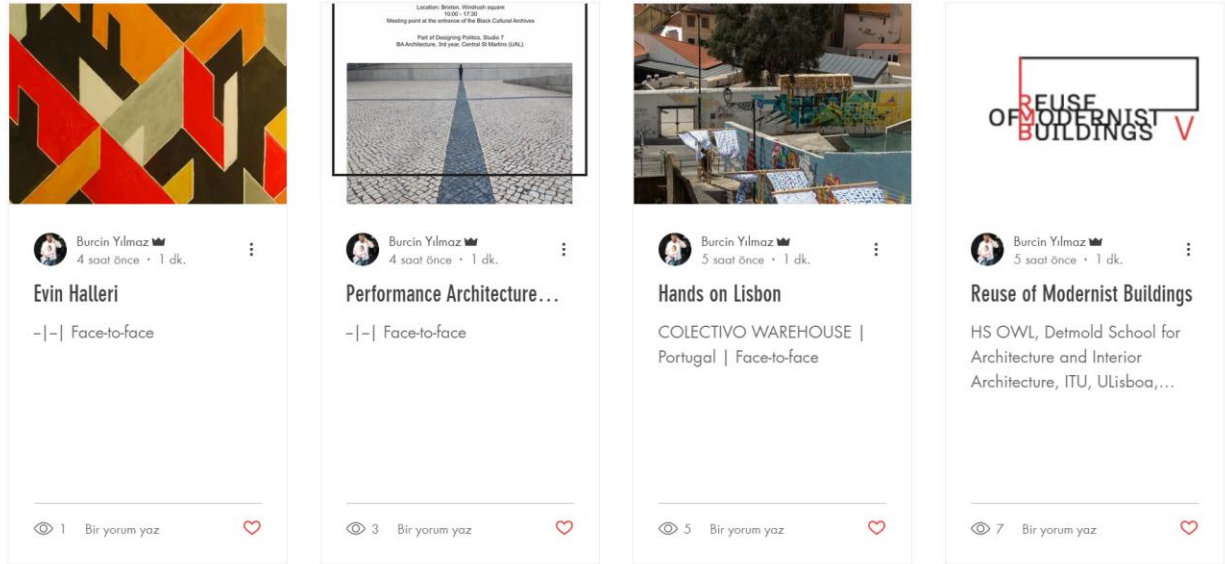 Location: Brixton, Windrush square
10:00 - 17:30
Meeting point at the entrance of the Black Cultural Archives
Part of Designing Politics, Studio 7
BA Architecture, 3rd year, Central St Martins (UAL).
REUSE
OF MODERNIST
BUILDINGS V
Burcin Yılmaz
4 saat önce · 1 dk.
Evin Halleri
–|–| Face-to-face
1 Bir yorum yaz
Burcin Yılmaz
4 saat önce · 1 dk.
Performance Architecture…
–|–| Face-to-face
3 Bir yorum yaz
Burcin Yılmaz
5 saat önce · 1 dk.
Hands on Lisbon
COLECTIVO WAREHOUSE |
Portugal | Face-to-face
5 Bir yorum yaz
Burcin Yılmaz
5 saat önce · 1 dk.
Reuse of Modernist Buildings
HS OWL, Detmold School for
Architecture and Interior
Architecture, ITU, ULisboa,…
7 Bir yorum yaz